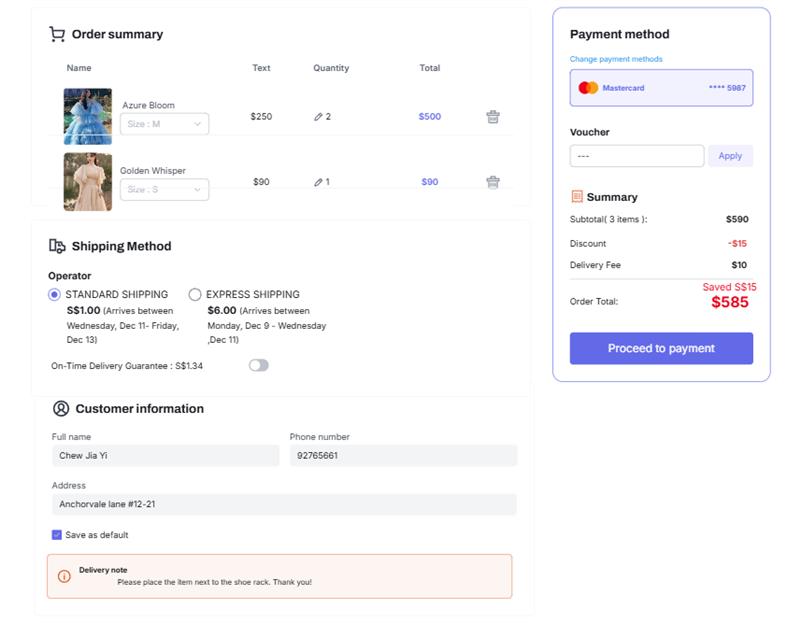 Order summary
Name Text Quantity Total
Azure Bloom
Size : M
$250 2 $500
Golden Whisper
Size : S
$90 1 $90
Shipping Method
Operator
STANDARD SHIPPING
S$1.00 (Arrives between
Wednesday, Dec 11- Friday,
Dec 13)
EXPRESS SHIPPING
$6.00 (Arrives between
Monday, Dec 9 - Wednesday
,Dec 11)
On-Time Delivery Guarantee : S$1.34
Customer information
Full name
Chew Jia Yi
Phone number
92765661
Address
Anchorvale lane #12-21
Save as default
Delivery note
Please place the item next to the shoe rack. Thank you!
Payment method
Change payment methods
Mastercard **** 5987
Voucher
---
Apply
Summary
Subtotal( 3 items ): $590
Discount -$15
Delivery Fee $10
Saved S$15
Order Total: $585
Proceed to payment